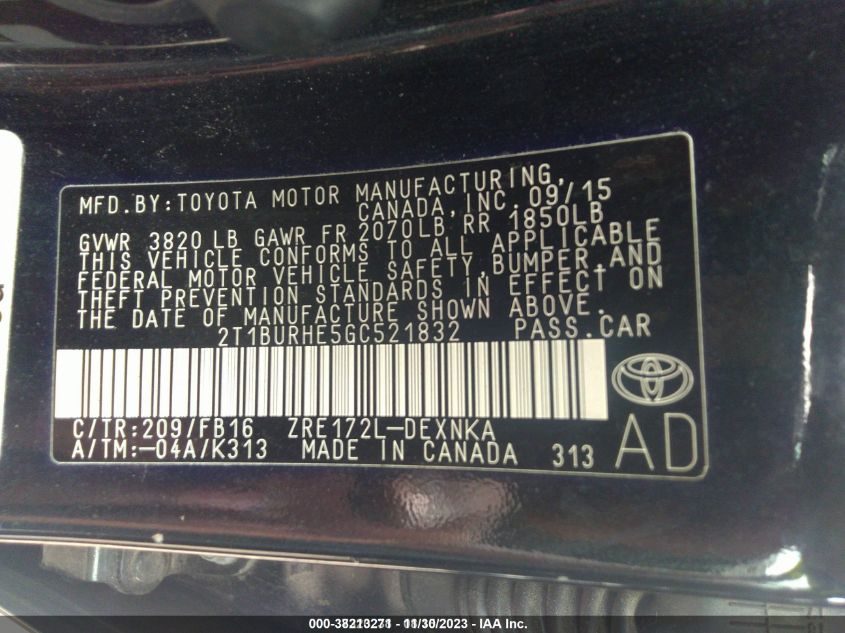 MFD.BY:TOYOTA MOTOR MANUFACTURING,
CANADA,INC. 09/15
GVWR 3820 LB GAWR FR 2070LB RR 1850LB
THIS VEHICLE CONFORMS TO ALL APPLICABLE
FEDERAL MOTOR VEHICLE SAFETY,BUMPER,AND
THEFT PREVENTION STANDARDS IN EFFECT ON
THE DATE OF MANUFACTURE SHOWN ABOVE.
2T1BURHE5GC521832 PASS.CAR
C/TR:209/FB16 ZRE172L-DEXNKA
A/TM:-04A/K313 MADE IN CANADA 313 AD
11/30/2023 - IAA Inc.